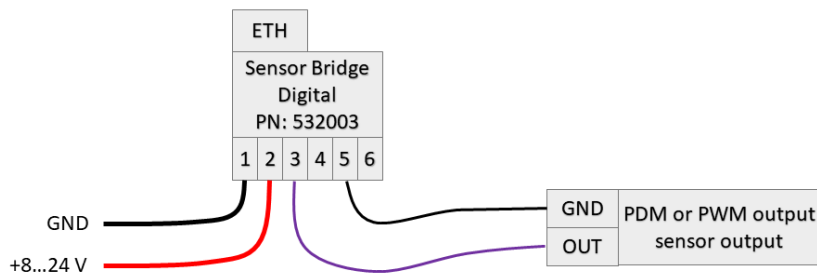 ETH
Sensor Bridge
Digital
PN: 532003
1 2 3 4 5 6
GND
+8...24 V
GND
OUT
PDM or PWM output
sensor output